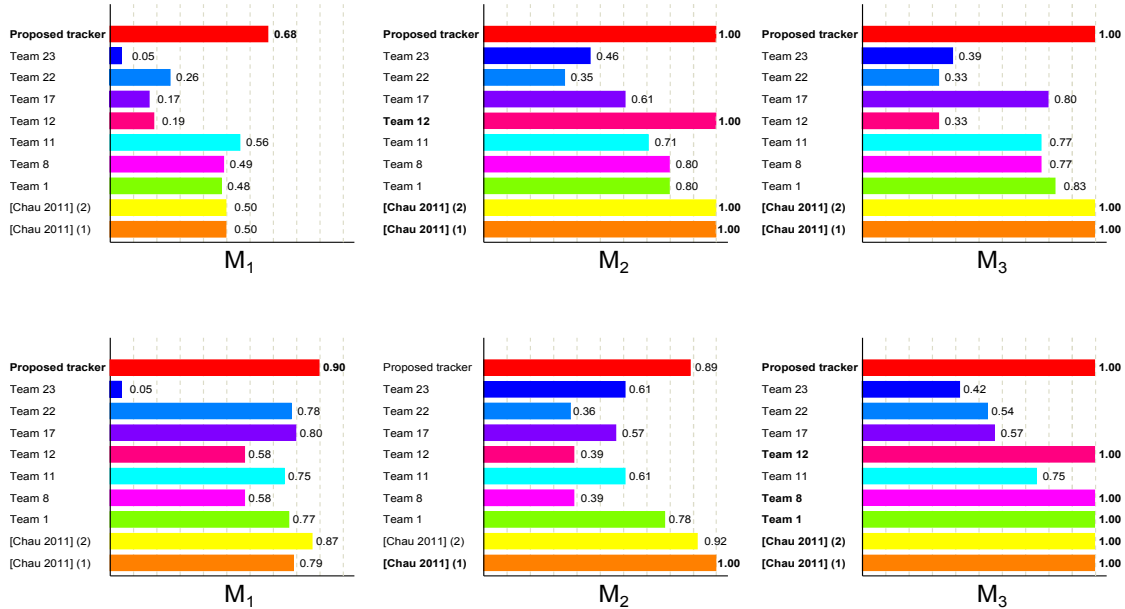 Proposed tracker 0.68
Team 23 0.05
Team 22 0.26
Team 17 0.17
Team 12 0.19
Team 11 0.56
Team 8 0.49
Team 1 0.48
[Chau 2011] (2) 0.50
[Chau 2011] (1) 0.50
M1
Proposed tracker 1.00
Team 23 0.46
Team 22 0.35
Team 17 0.61
Team 12 1.00
Team 11 0.71
Team 8 0.80
Team 1 0.80
[Chau 2011] (2) 1.00
[Chau 2011] (1) 1.00
M2
Proposed tracker 1.00
Team 23 0.39
Team 22 0.33
Team 17 0.80
Team 12 0.33
Team 11 0.77
Team 8 0.77
Team 1 0.83
[Chau 2011] (2) 1.00
[Chau 2011] (1) 1.00
M3
Proposed tracker 0.90
Team 23 0.05
Team 22 0.78
Team 17 0.80
Team 12 0.58
Team 11 0.75
Team 8 0.58
Team 1 0.77
[Chau 2011] (2) 0.87
[Chau 2011] (1) 0.79
M1
Proposed tracker 0.89
Team 23 0.61
Team 22 0.36
Team 17 0.57
Team 12 0.39
Team 11 0.61
Team 8 0.39
Team 1 0.78
[Chau 2011] (2) 0.92
[Chau 2011] (1) 1.00
M2
Proposed tracker 1.00
Team 23 0.42
Team 22 0.54
Team 17 0.57
Team 12 1.00
Team 11 0.75
Team 8 1.00
Team 1 1.00
[Chau 2011] (2) 1.00
[Chau 2011] (1) 1.00
M3